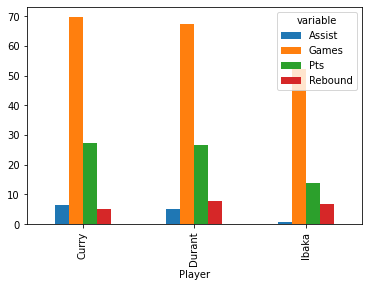 variable
Assist
Games
Pts
Rebound
70
60
50
40
30
20
10
0
Curry
Durant
Ibaka
Player